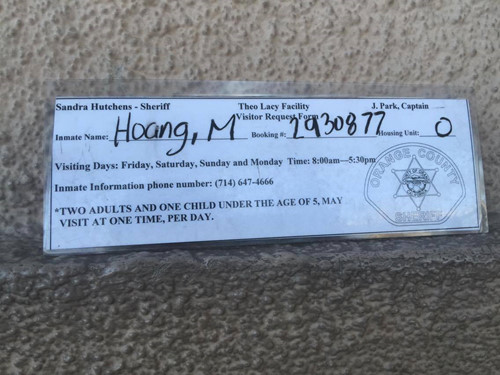 Sandra Hutchens - Sheriff Theo Lacy Facility J. Park, Captain
Visitor Request Form
Inmate Name: Hoang, M Booking #: 2930877 Housing Unit: O
Visiting Days: Friday, Saturday, Sunday and Monday Time: 8:00am—5:30pm
Inmate Information phone number: (714) 647-4666
*TWO ADULTS AND ONE CHILD UNDER THE AGE OF 5, MAY
VISIT AT ONE TIME, PER DAY.
ORANGE COUNTY
SHERIFF